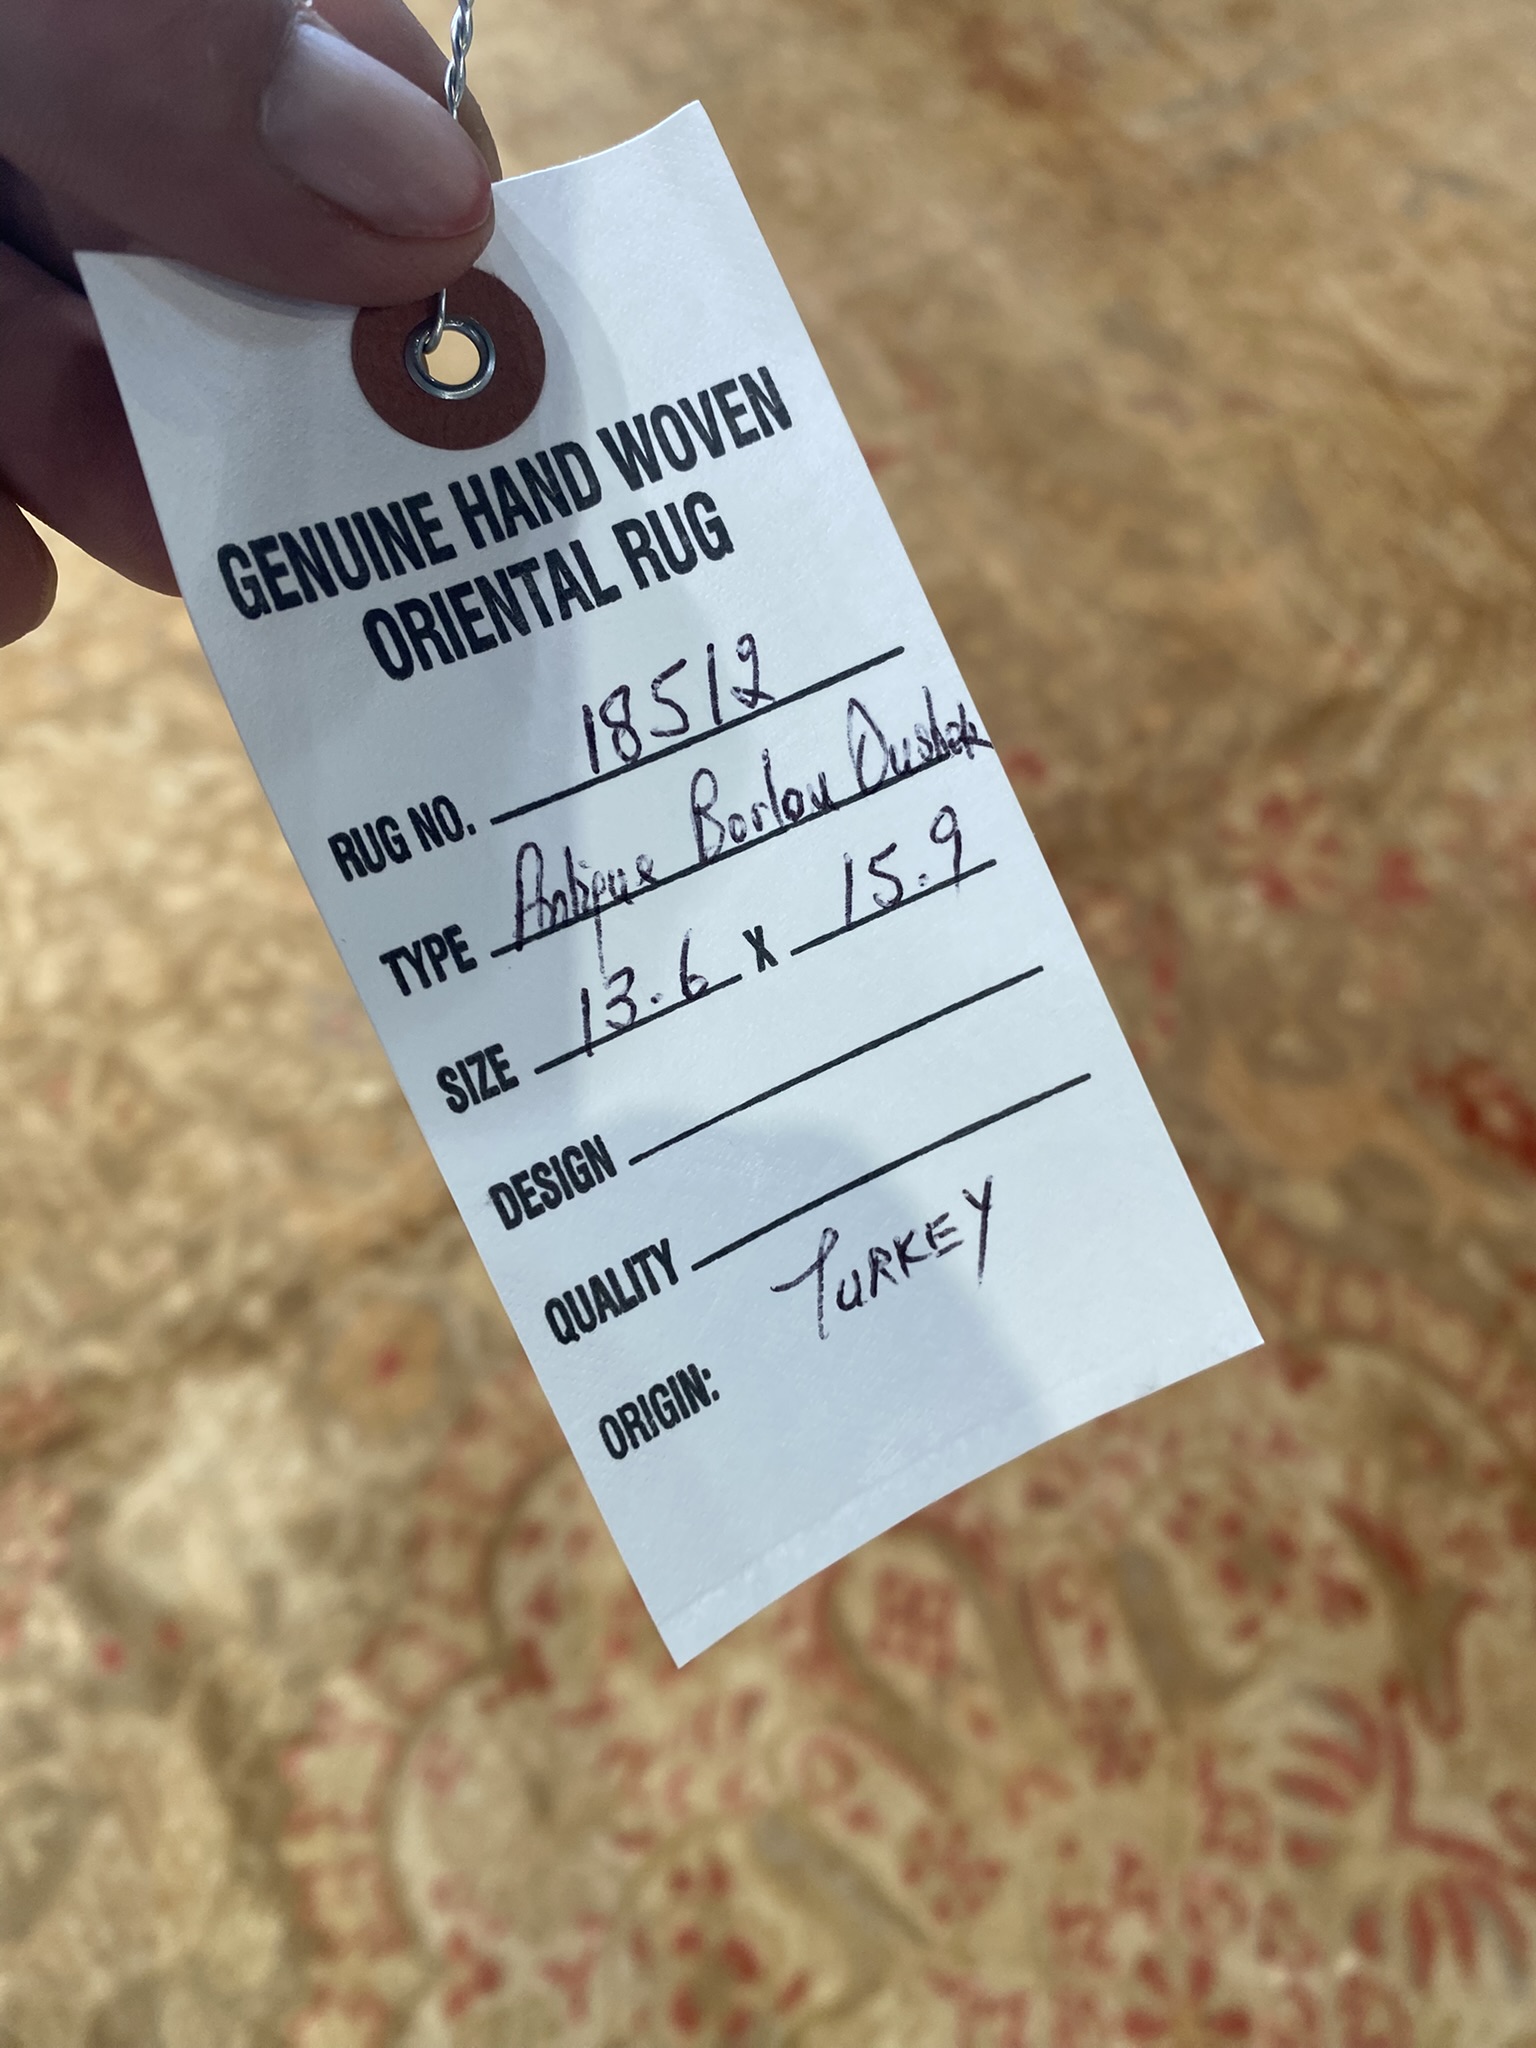 GENUINE HAND WOVEN
ORIENTAL RUG
RUG NO. 18512
TYPE Antique Borlou Oushak
SIZE 13.6 X 15.9
DESIGN
QUALITY
ORIGIN: TURKEY